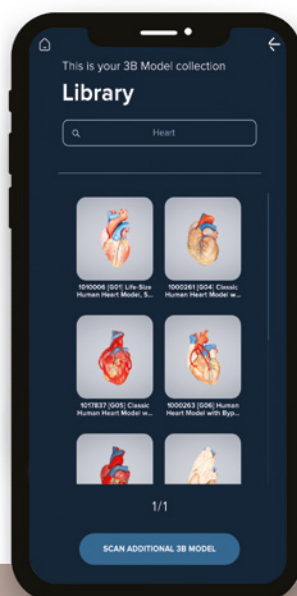 This is your 3B Model collection
Library
Heart
1010006 [G01] Life-Size
Human Heart Model, 5...
1000261 [G04] Classic
Human Heart Model w...
1017837 [G05] Classic
Human Heart Model w...
1000263 [G06] Human
Heart Model with Byp...
1/1
SCAN ADDITIONAL 3B MODEL